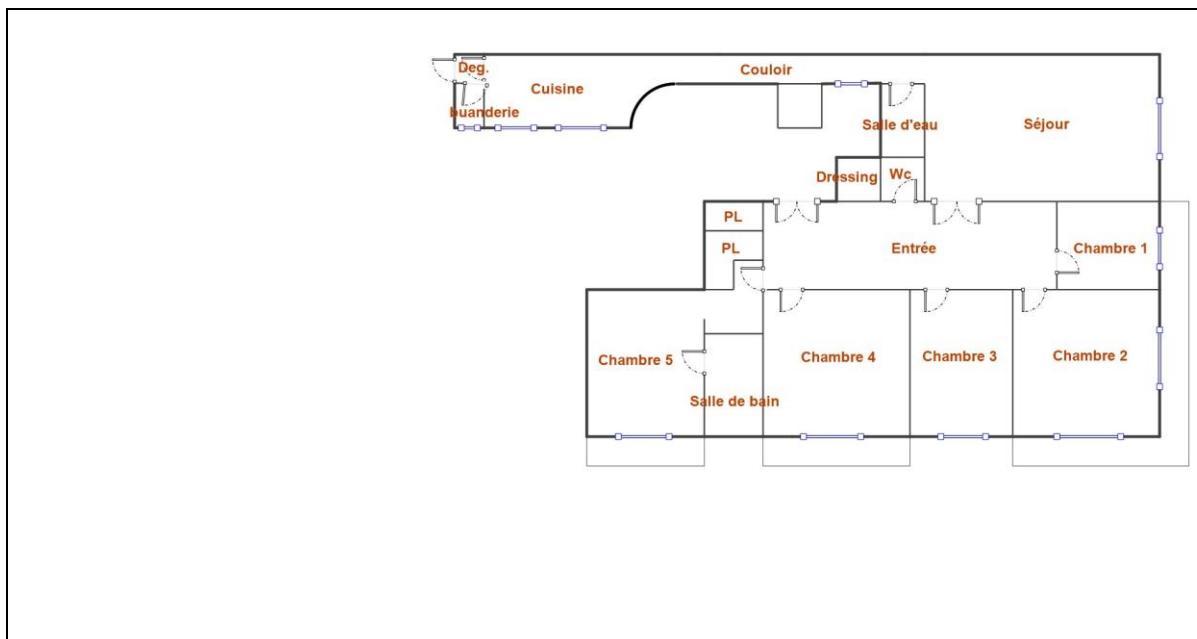 Deg.
Couloir
Cuisine
buanderie
Salle d'eau
Séjour
Dressing
Wc
PL
PL
Entrée
Chambre 1
Chambre 5
Chambre 4
Chambre 3
Chambre 2
Salle de bain